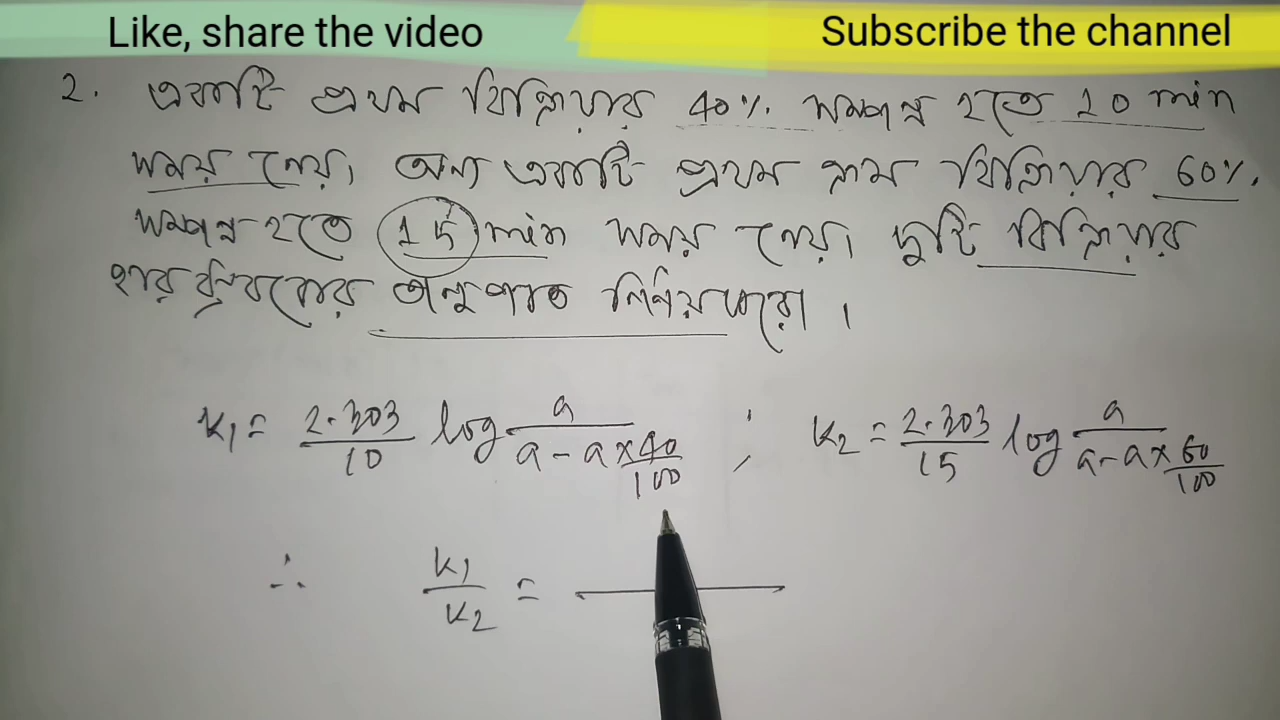 Like, share the video
Subscribe the channel
2. একটি প্রথম বিক্রিয়ার 40% সম্পন্ন হতে 10 min
সময় নেয়। অন্য একটি প্রথম ক্রম বিক্রিয়ার 60%
সম্পন্ন হতে 15 min সময় নেয়। দুটি বিক্রিয়ার
হার ধ্রুবকের অনুপাত নির্ণয় করো।
k₁ = 2.303/10 log a/(a - a × 40/100) ; k₂ = 2.303/15 log a/(a - a × 60/100)
∴ k₁/k₂ =